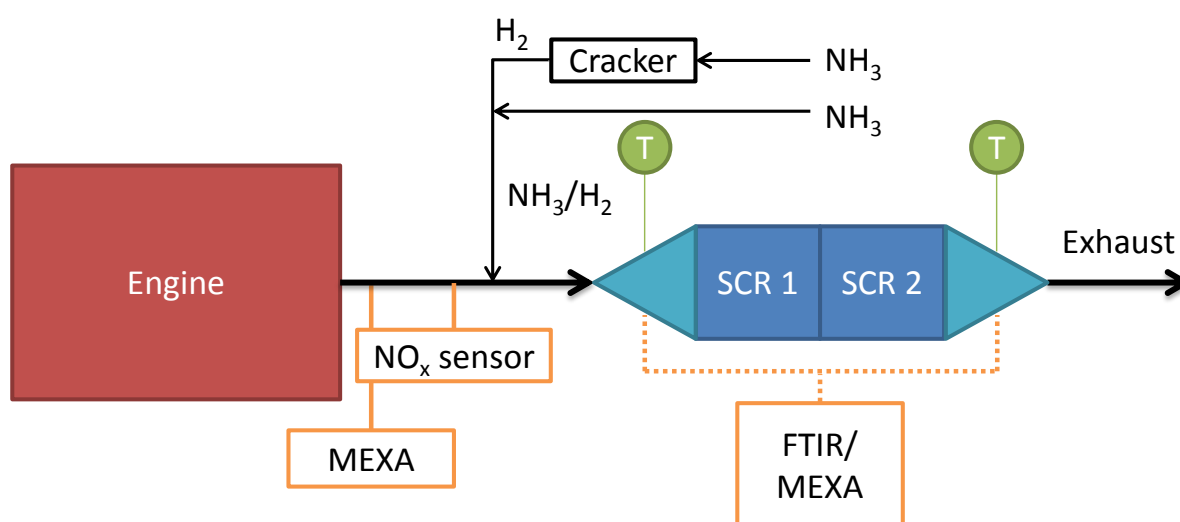 H₂
Cracker
NH₃
NH₃
T
T
NH₃/H₂
Exhaust
Engine
SCR 1
SCR 2
NOₓ sensor
MEXA
FTIR/
MEXA